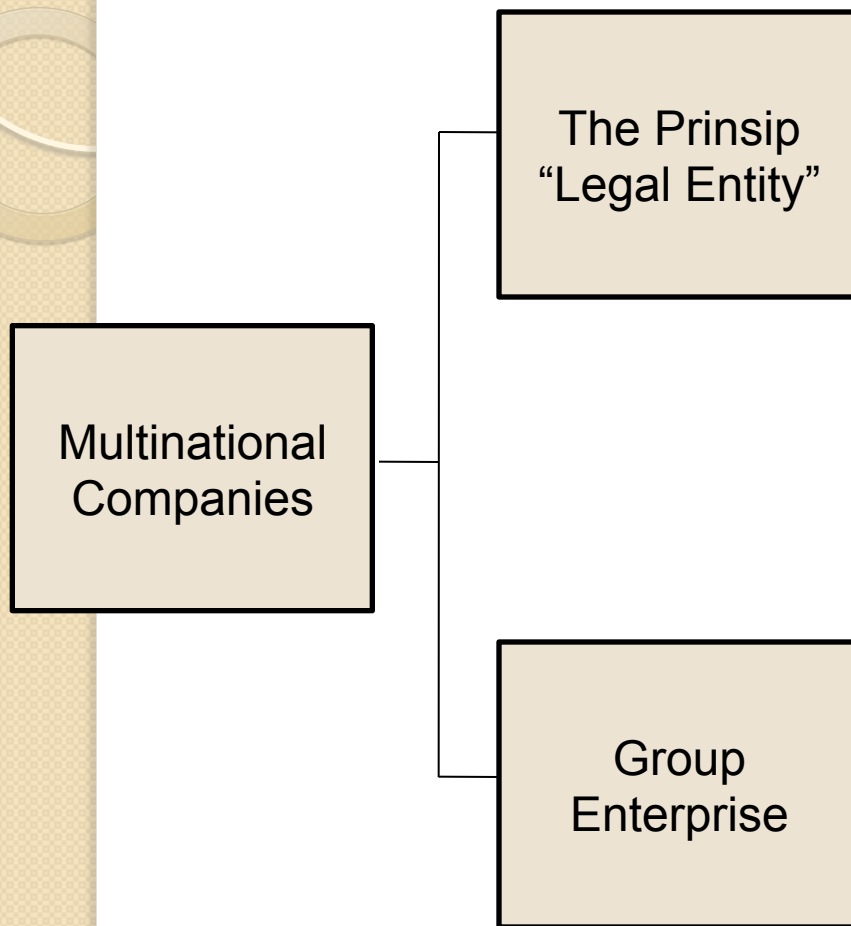 The Prinsip
“Legal Entity”
Multinational
Companies
Group
Enterprise